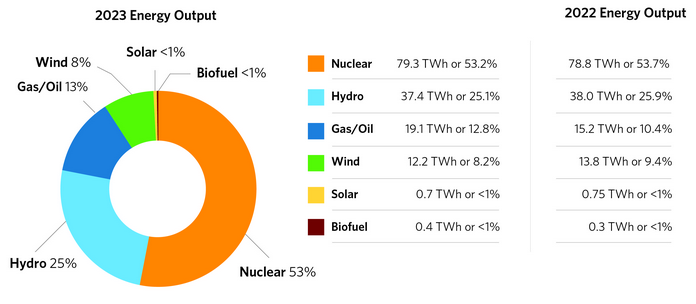 2023 Energy Output
2022 Energy Output
Solar <1%
Wind 8%
Biofuel <1%
Gas/Oil 13%
Hydro 25%
Nuclear 53%
Nuclear 79.3 TWh or 53.2% 78.8 TWh or 53.7%
Hydro 37.4 TWh or 25.1% 38.0 TWh or 25.9%
Gas/Oil 19.1 TWh or 12.8% 15.2 TWh or 10.4%
Wind 12.2 TWh or 8.2% 13.8 TWh or 9.4%
Solar 0.7 TWh or <1% 0.75 TWh or <1%
Biofuel 0.4 TWh or <1% 0.3 TWh or <1%